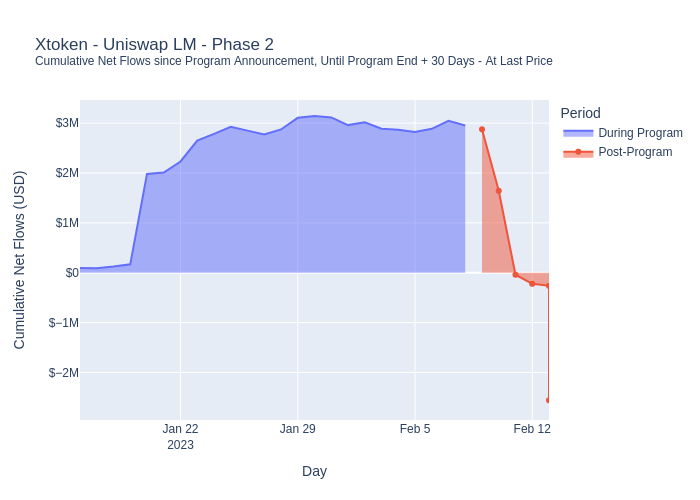 Xtoken - Uniswap LM - Phase 2
Cumulative Net Flows since Program Announcement, Until Program End + 30 Days - At Last Price
Period
During Program
Post-Program
Cumulative Net Flows (USD)
$3M
$2M
$1M
$0
$−1M
$−2M
Jan 22
2023
Jan 29
Feb 5
Feb 12
Day